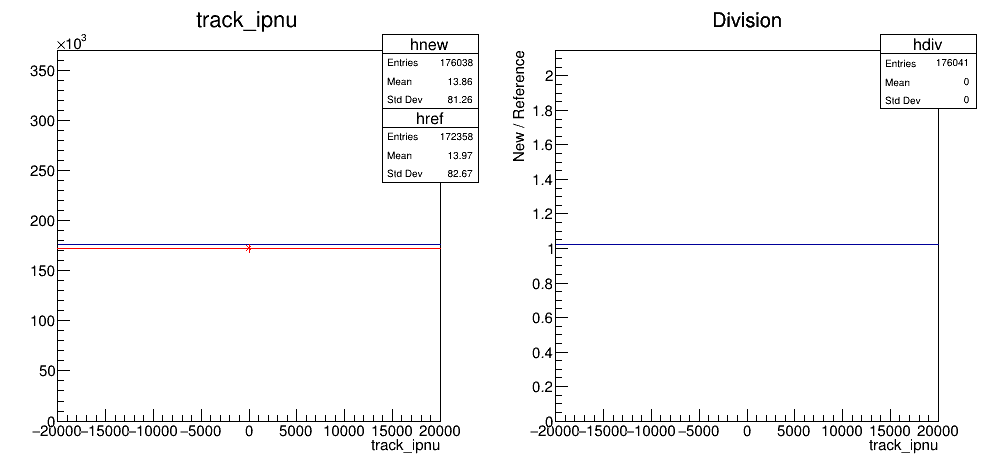 track_ipnu
×10³
hnew
Entries 176038
Mean 13.86
Std Dev 81.26
href
Entries 172358
Mean 13.97
Std Dev 82.67
350
300
250
200
150
100
50
0
−20000 −15000 −10000 −5000 0 5000 10000 15000 20000
track_ipnu
Division
hdiv
Entries 176041
Mean 0
Std Dev 0
New / Reference
2
1.8
1.6
1.4
1.2
1
0.8
0.6
0.4
0.2
0
−20000 −15000 −10000 −5000 0 5000 10000 15000 20000
track_ipnu